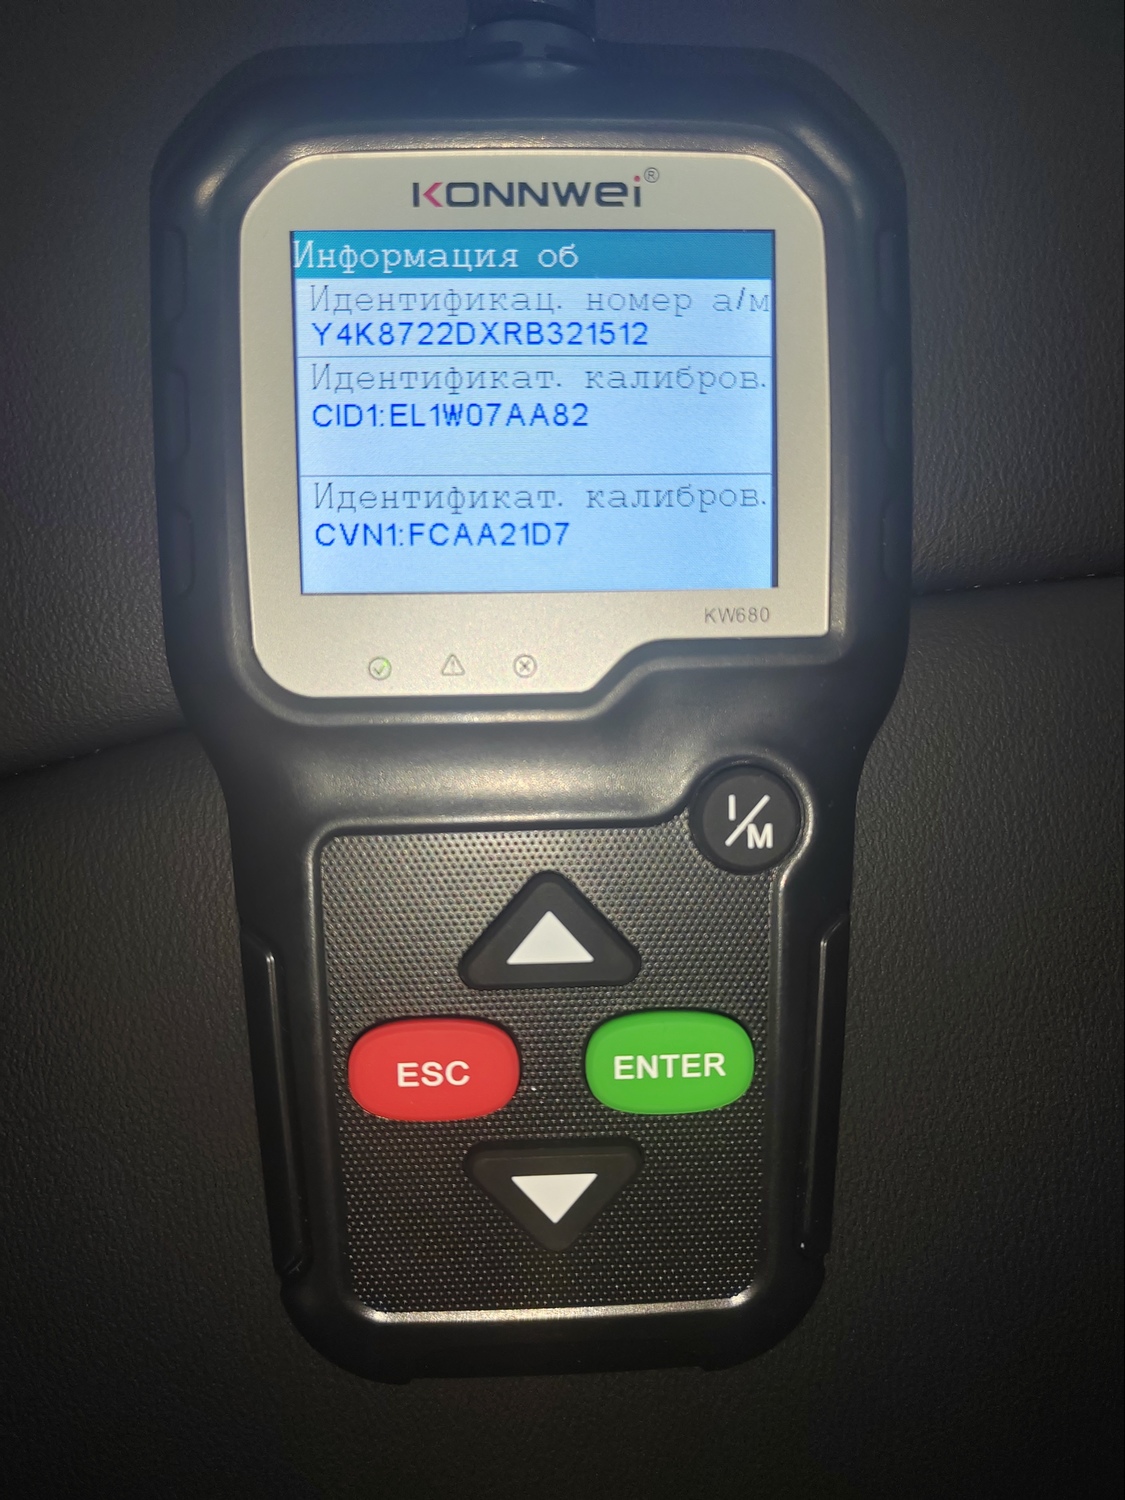 KONNWEI®
Информация об
Идентификац. номер а/м
Y4K8722DXRB321512
Идентификат. калибров.
CID1:EL1W07AA82
Идентификат. калибров.
CVN1:FCAA21D7
KW680
I/M
ESC
ENTER